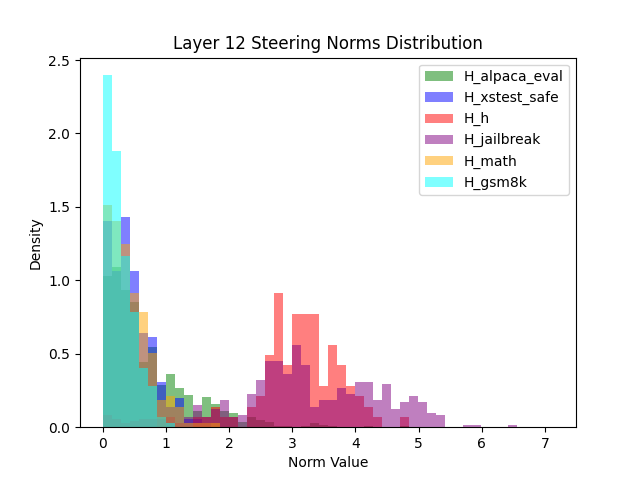 Layer 12 Steering Norms Distribution
2.5
2.0
1.5
1.0
0.5
0.0
Density
H_alpaca_eval
H_xstest_safe
H_h
H_jailbreak
H_math
H_gsm8k
0 1 2 3 4 5 6 7
Norm Value